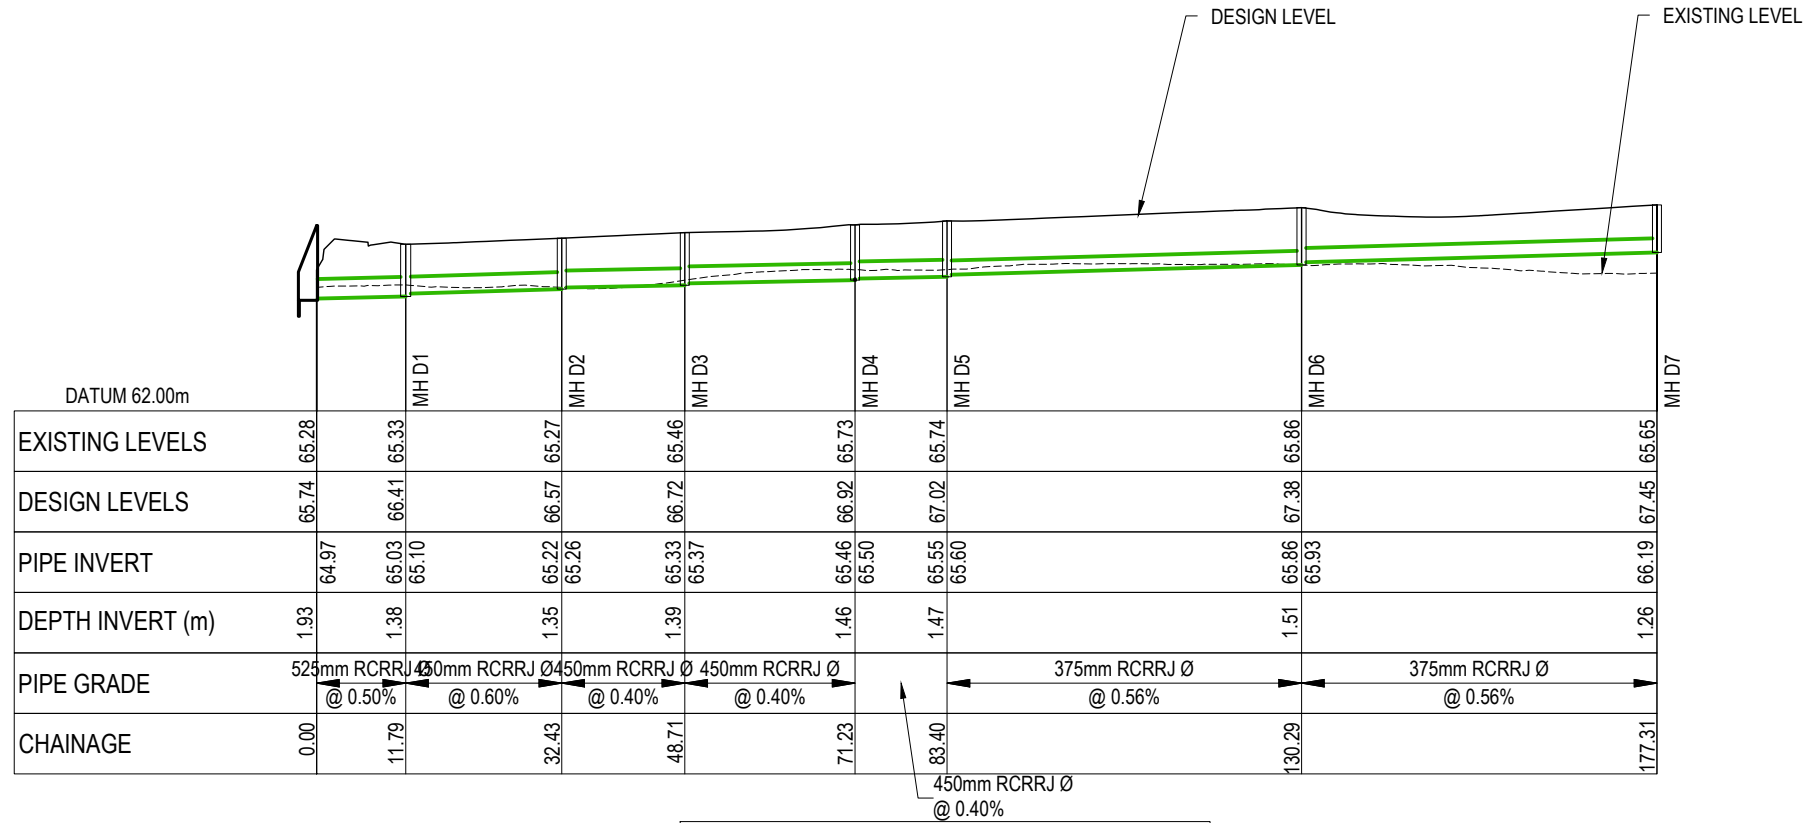 DESIGN LEVEL
EXISTING LEVEL
MH D1
MH D2
MH D3
MH D4
MH D5
MH D6
MH D7
DATUM 62.00m
EXISTING LEVELS 65.28 65.33 65.27 65.46 65.73 65.74 65.86 65.65
DESIGN LEVELS 65.74 66.41 66.57 66.72 66.92 67.02 67.38 67.45
PIPE INVERT 64.97 65.03 65.10 65.22 65.26 65.33 65.37 65.46 65.50 65.55 65.60 65.86 65.93 66.19
DEPTH INVERT (m) 1.93 1.38 1.35 1.39 1.46 1.47 1.51 1.26
PIPE GRADE
525mm RCRRJ Ø 450mm RCRRJ Ø 450mm RCRRJ Ø 450mm RCRRJ Ø 375mm RCRRJ Ø 375mm RCRRJ Ø
@ 0.50% @ 0.60% @ 0.40% @ 0.40% @ 0.56% @ 0.56%
CHAINAGE 0.00 11.79 32.43 48.71 71.23 83.40 130.29 177.31
450mm RCRRJ Ø
@ 0.40%